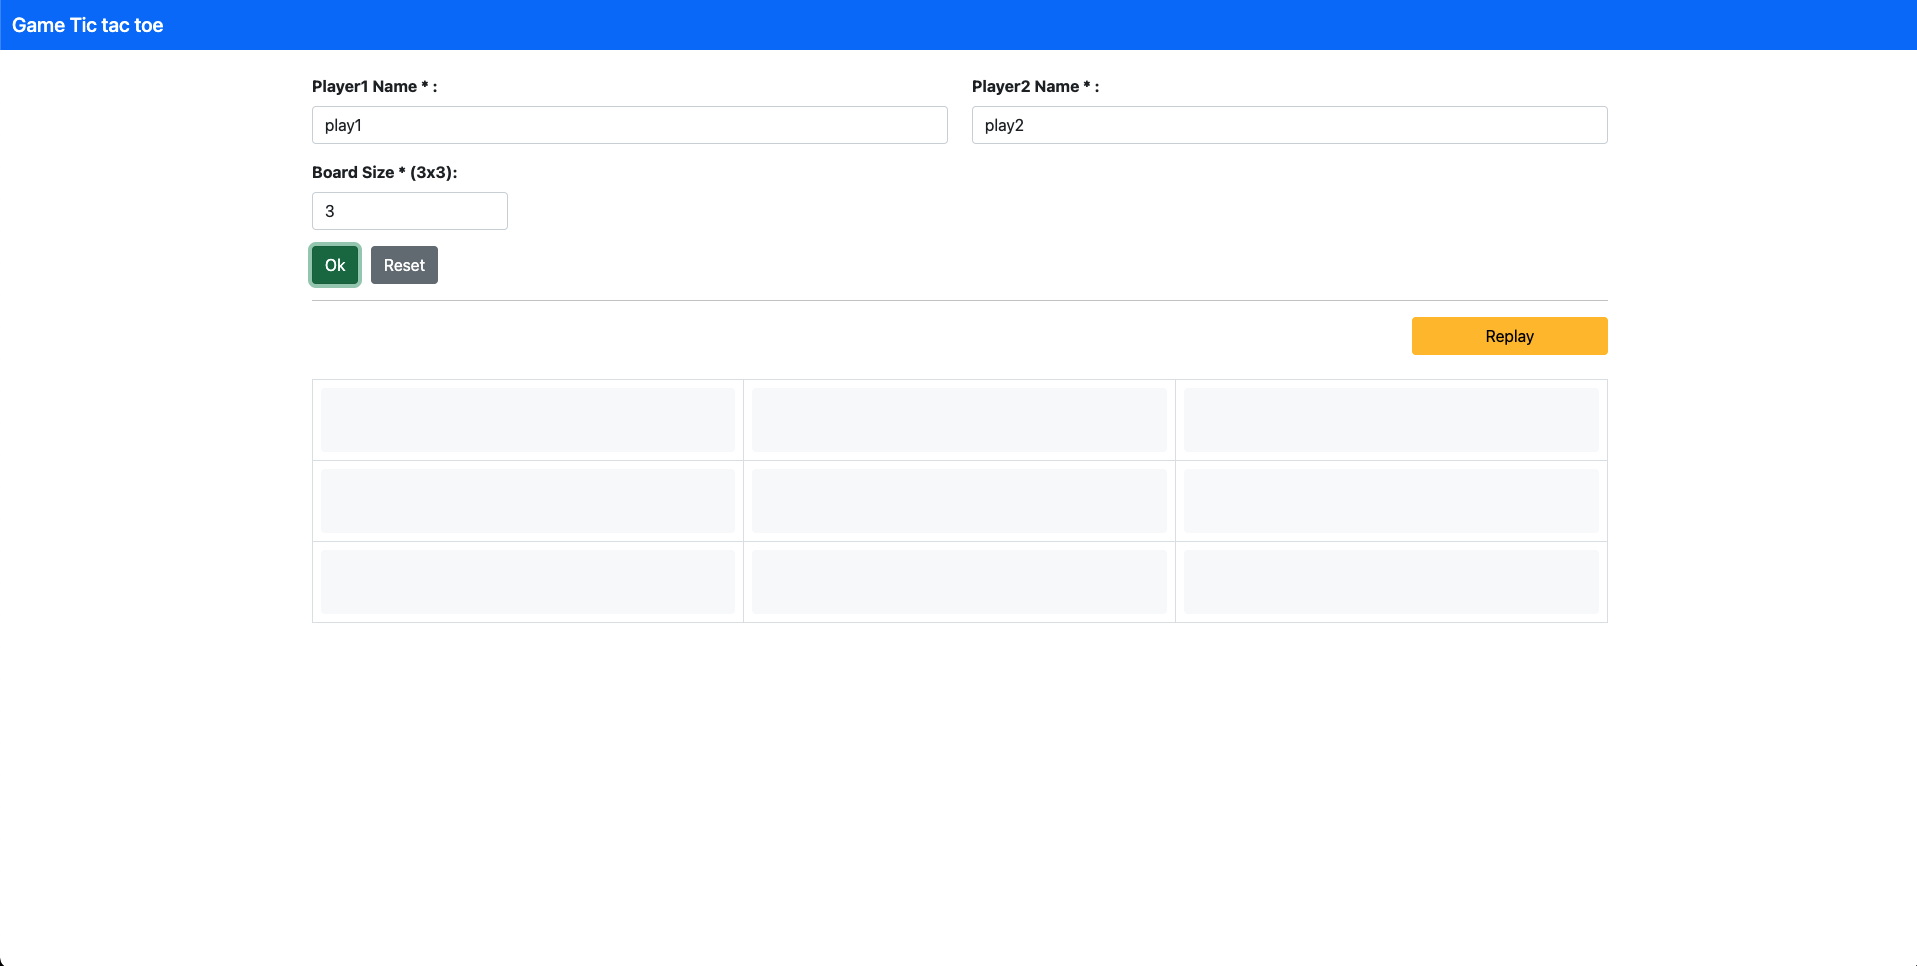 Game Tic tac toe
Player1 Name * :
Player2 Name * :
play1
play2
Board Size * (3x3):
3
Ok
Reset
Replay